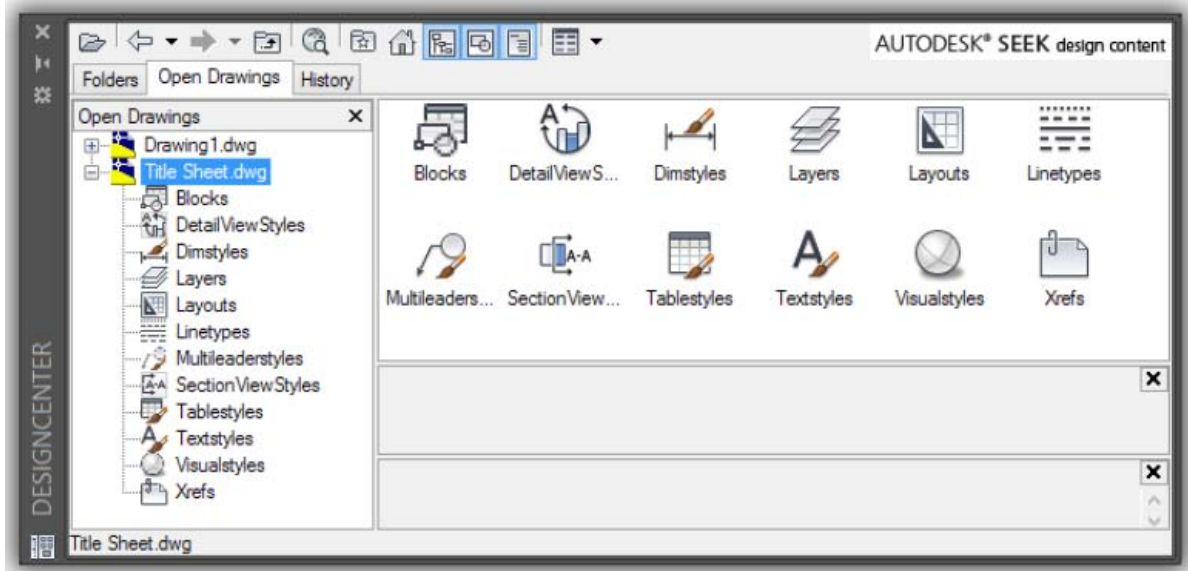 AUTODESK® SEEK design content
Folders Open Drawings History
Open Drawings
Drawing1.dwg
Title Sheet.dwg
Blocks
DetailViewStyles
Dimstyles
Layers
Layouts
Linetypes
Multileaderstyles
SectionViewStyles
Tablestyles
Textstyles
Visualstyles
Xrefs
Blocks DetailViewS... Dimstyles Layers Layouts Linetypes
Multileaders... SectionView... Tablestyles Textstyles Visualstyles Xrefs
DESIGNCENTER
Title Sheet.dwg